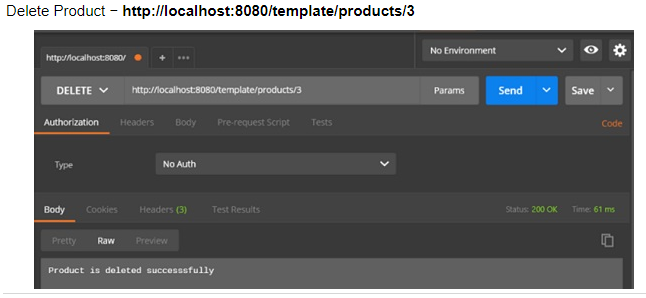 Delete Product − http://localhost:8080/template/products/3
http://localhost:8080/ + ••• No Environment
DELETE http://localhost:8080/template/products/3 Params Send Save
Authorization Headers Body Pre-request Script Tests Code
Type No Auth
Body Cookies Headers (3) Test Results Status: 200 OK Time: 61 ms
Pretty Raw Preview
Product is deleted successsfully